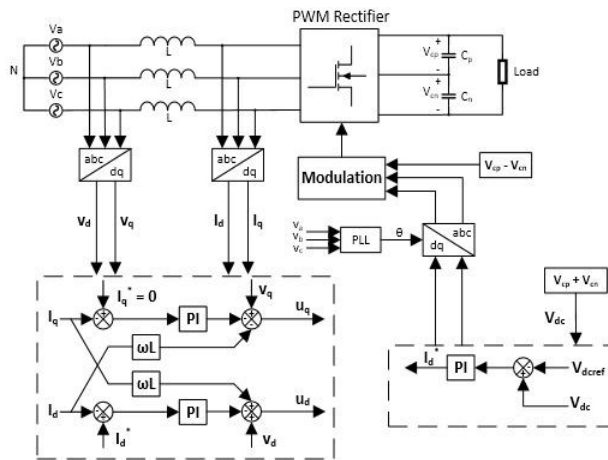 PWM Rectifier
Va
Vb
Vc
N
L
L
L
+
Vcp
-
Cp
+
Vcn
-
Cn
Load
abc
dq
abc
dq
Modulation
Vcp - Vcn
Vd
Vq
Id
Iq
Va
Vb
Vc
PLL
θ
abc
dq
Vcp + Vcn
Vdc
Iq* = 0
Vq
Iq
PI
uq
ωL
ωL
Id
PI
ud
Id*
Vd
Id*
PI
Vdcref
Vdc